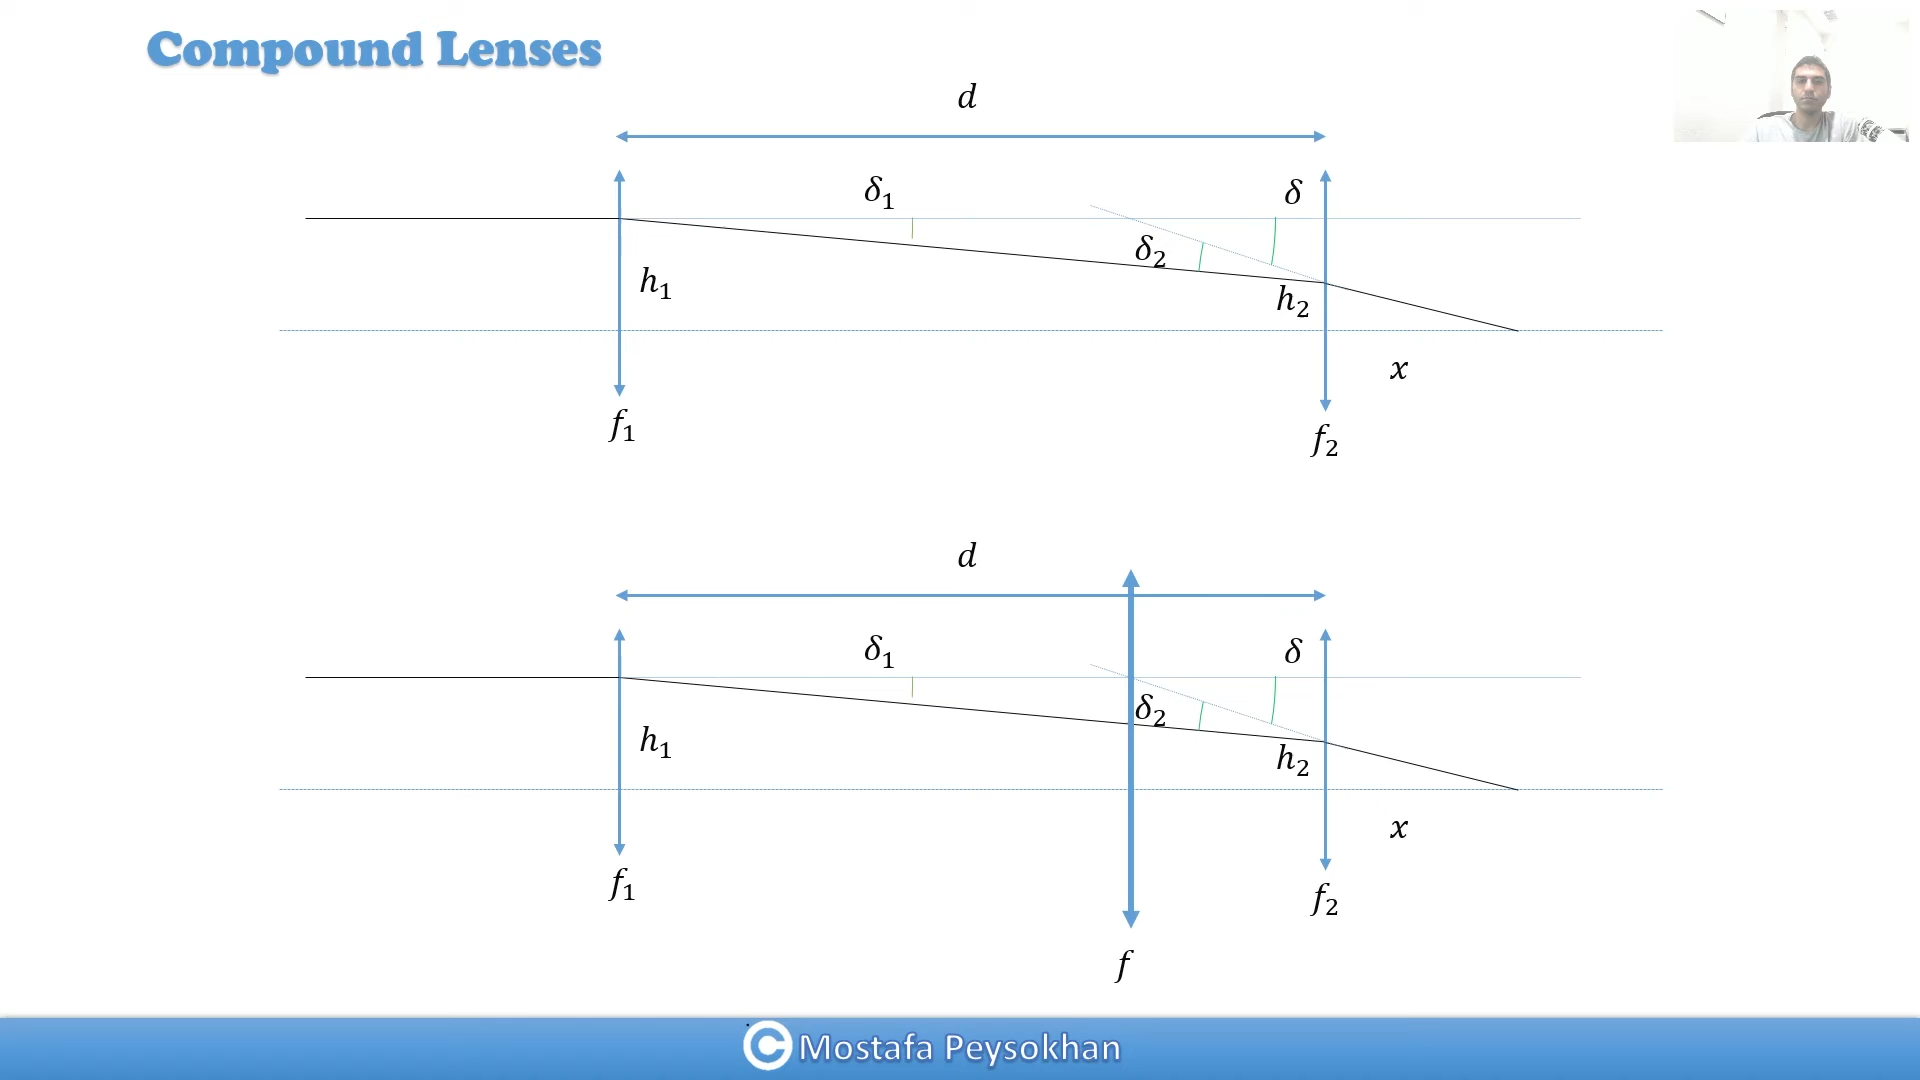 Compound Lenses
d
δ₁
δ
δ₂
h₁
h₂
x
f₁
f₂
d
δ₁
δ
δ₂
h₁
h₂
x
f₁
f₂
f
© Mostafa Peysokhan